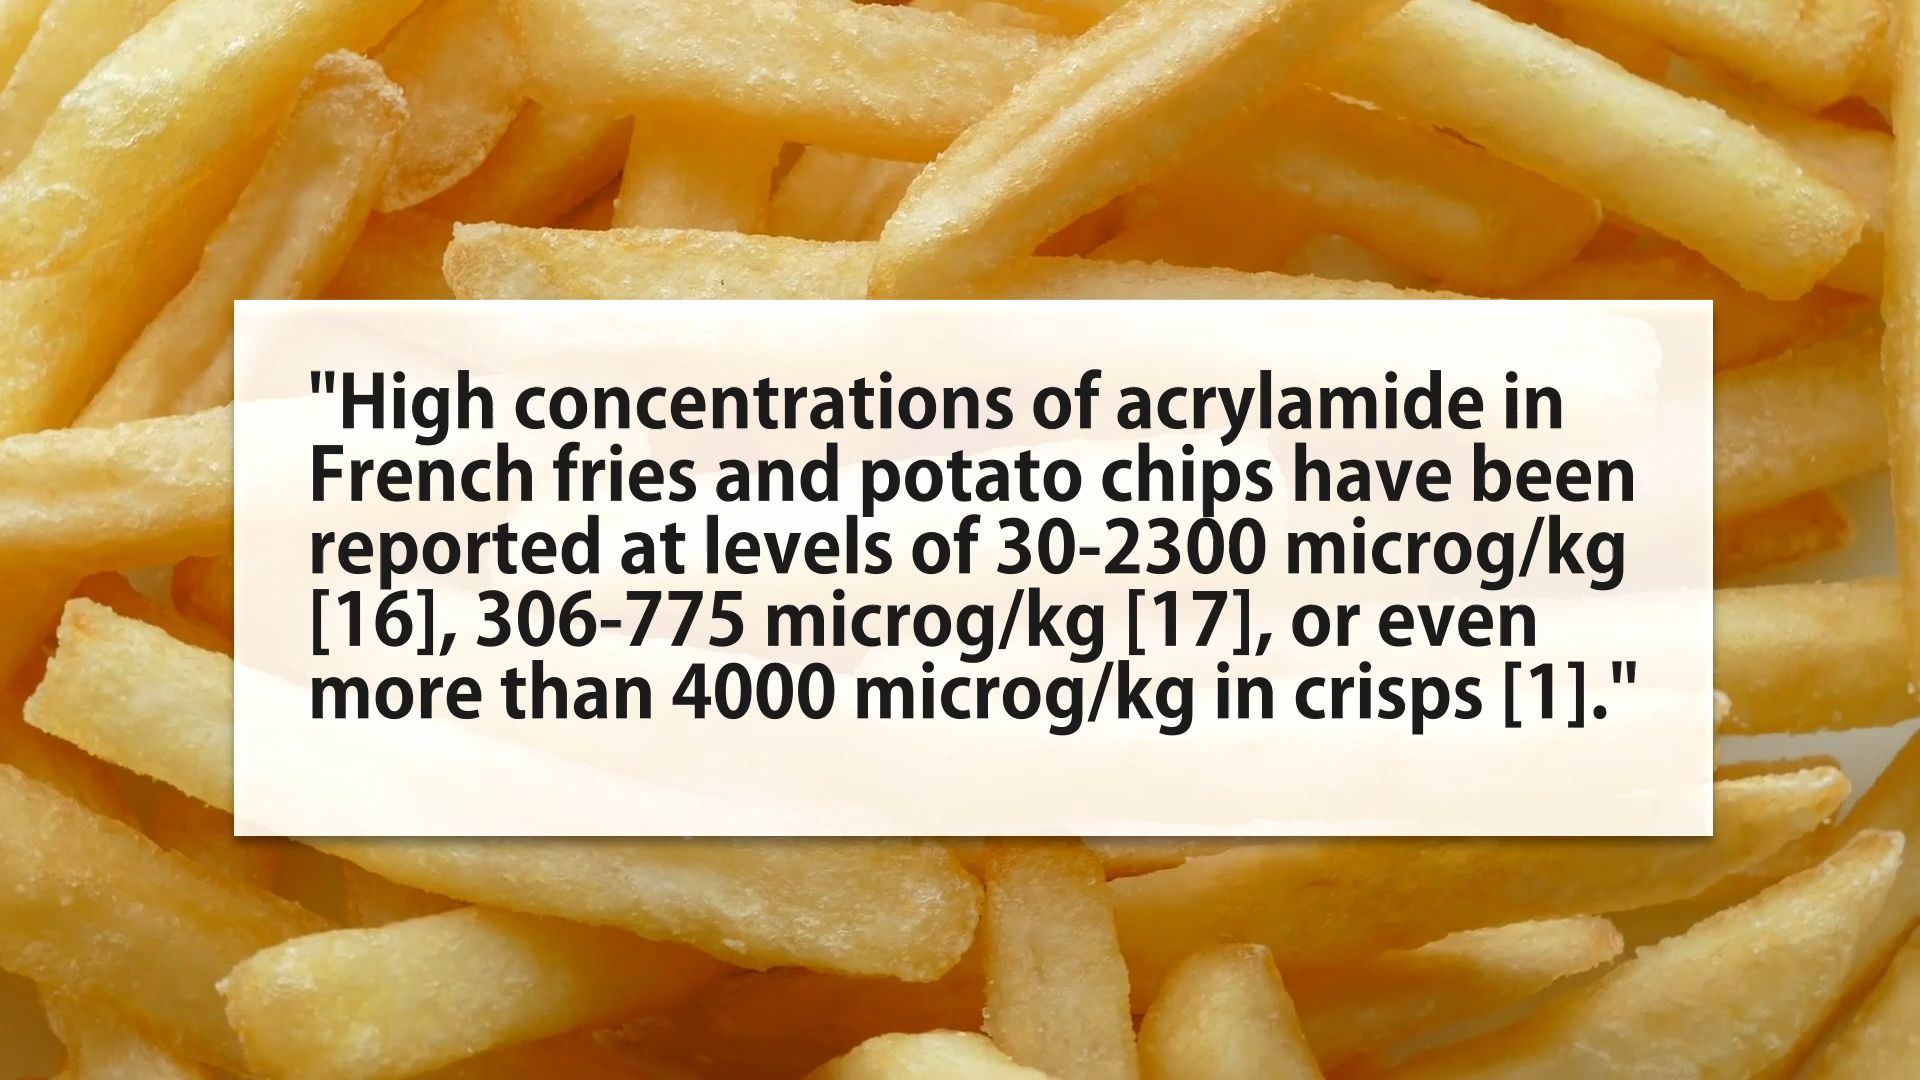 "High concentrations of acrylamide in
French fries and potato chips have been
reported at levels of 30-2300 microg/kg
[16], 306-775 microg/kg [17], or even
more than 4000 microg/kg in crisps [1]."